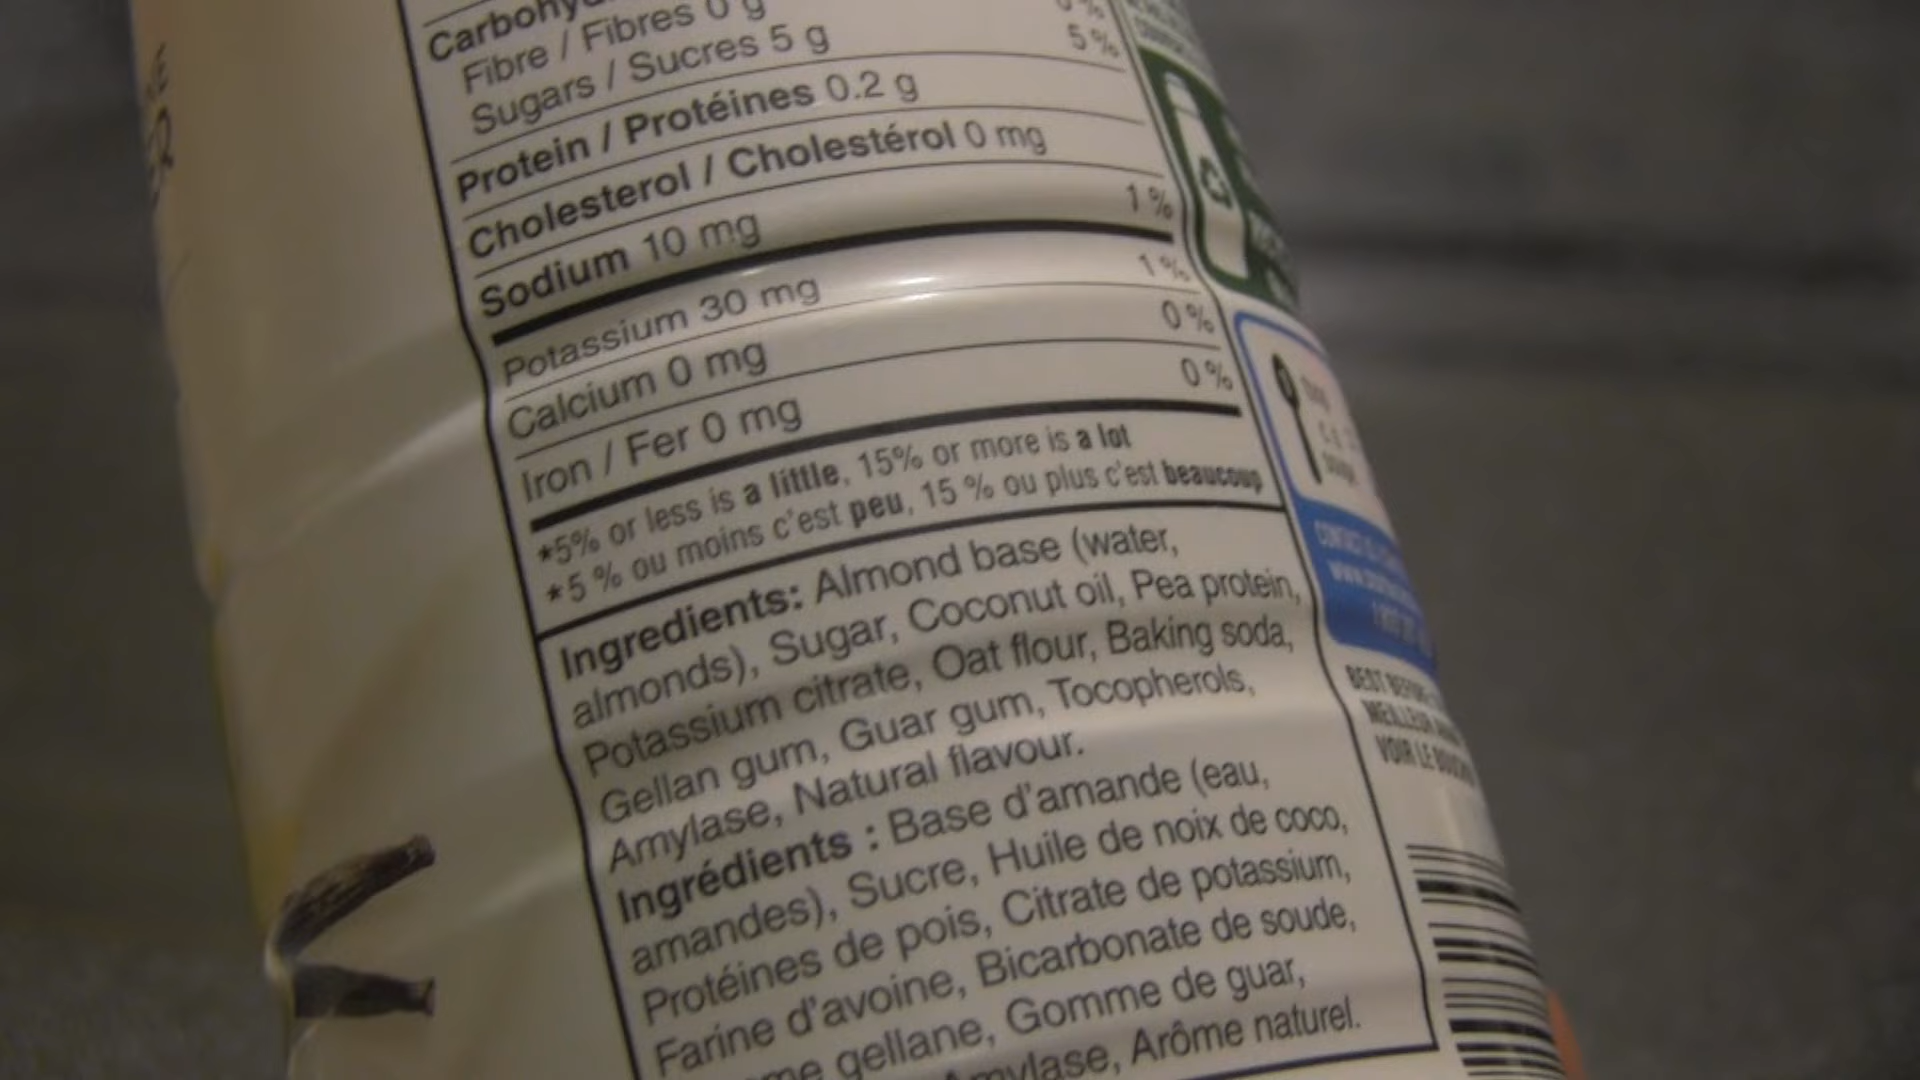 Fibre / Fibres 0 g
Sugars / Sucres 5 g 5 %
Protein / Protéines 0.2 g
Cholesterol / Cholestérol 0 mg
Sodium 10 mg 1 %
Potassium 30 mg 1 %
Calcium 0 mg 0 %
Iron / Fer 0 mg 0 %
*5% or less is a little, 15% or more is a lot
*5 % ou moins c'est peu, 15 % ou plus c'est beaucoup
Ingredients: Almond base (water,
almonds), Sugar, Coconut oil, Pea protein,
Potassium citrate, Oat flour, Baking soda,
Gellan gum, Guar gum, Tocopherols,
Amylase, Natural flavour.
Ingrédients : Base d'amande (eau,
amandes), Sucre, Huile de noix de coco,
Protéines de pois, Citrate de potassium,
Farine d'avoine, Bicarbonate de soude,
gellane, Gomme de guar,
Arôme naturel.
BEST
VOIR LE